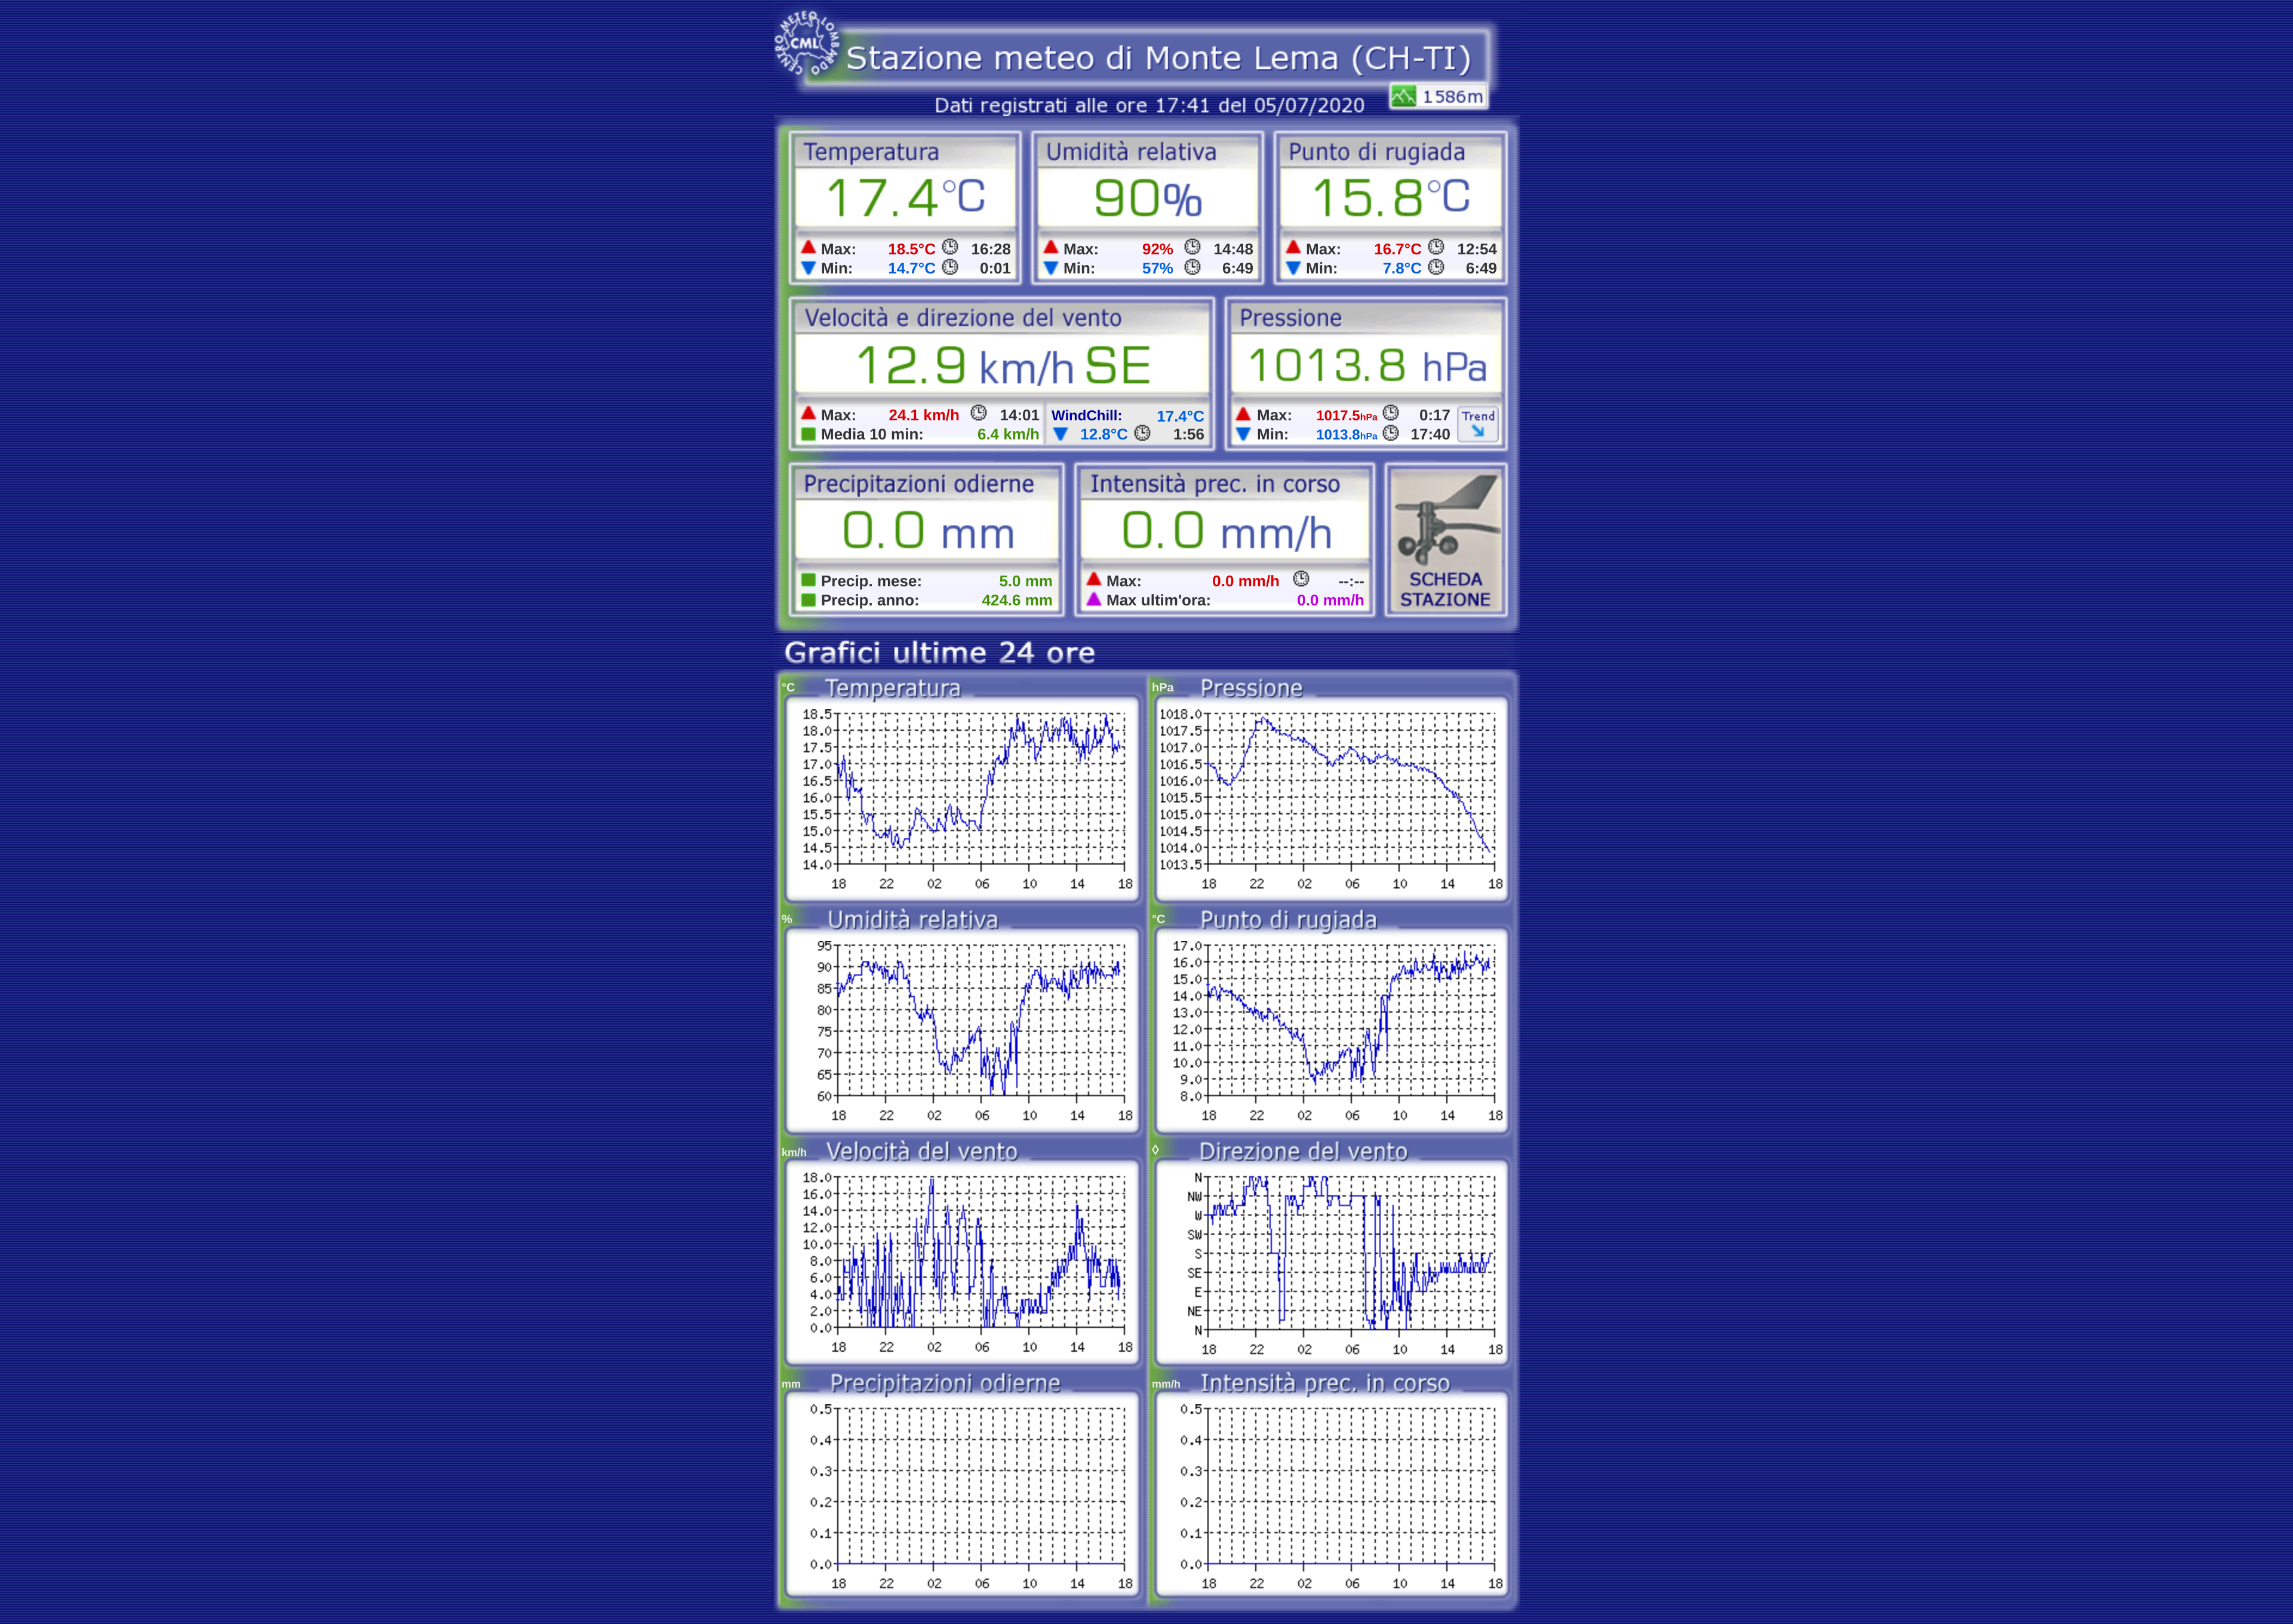 CENTRO METEO LOMBARDO
CML
Stazione meteo di Monte Lema (CH-TI)
1586m
Dati registrati alle ore 17:41 del 05/07/2020
Temperatura Umidità relativa Punto di rugiada
17.4°C 90% 15.8°C
Max: 18.5°C 16:28 Max: 92% 14:48 Max: 16.7°C 12:54
Min: 14.7°C 0:01 Min: 57% 6:49 Min: 7.8°C 6:49
Velocità e direzione del vento Pressione
12.9 km/h SE 1013.8 hPa
Max: 24.1 km/h 14:01 WindChill: 17.4°C Max: 1017.5hPa 0:17 Trend
Media 10 min: 6.4 km/h 12.8°C 1:56 Min: 1013.8hPa 17:40
Precipitazioni odierne Intensità prec. in corso
0.0 mm 0.0 mm/h
Precip. mese: 5.0 mm Max: 0.0 mm/h --:-- SCHEDA
Precip. anno: 424.6 mm Max ultim'ora: 0.0 mm/h STAZIONE
Grafici ultime 24 ore
°C Temperatura
18.5
18.0
17.5
17.0
16.5
16.0
15.5
15.0
14.5
14.0
18 22 02 06 10 14 18
hPa Pressione
1018.0
1017.5
1017.0
1016.5
1016.0
1015.5
1015.0
1014.5
1014.0
1013.5
18 22 02 06 10 14 18
% Umidità relativa
95
90
85
80
75
70
65
60
18 22 02 06 10 14 18
°C Punto di rugiada
17.0
16.0
15.0
14.0
13.0
12.0
11.0
10.0
9.0
8.0
18 22 02 06 10 14 18
km/h Velocità del vento
18.0
16.0
14.0
12.0
10.0
8.0
6.0
4.0
2.0
0.0
18 22 02 06 10 14 18
◊ Direzione del vento
N
NW
W
SW
S
SE
E
NE
N
18 22 02 06 10 14 18
mm Precipitazioni odierne
0.5
0.4
0.3
0.2
0.1
0.0
18 22 02 06 10 14 18
mm/h Intensità prec. in corso
0.5
0.4
0.3
0.2
0.1
0.0
18 22 02 06 10 14 18